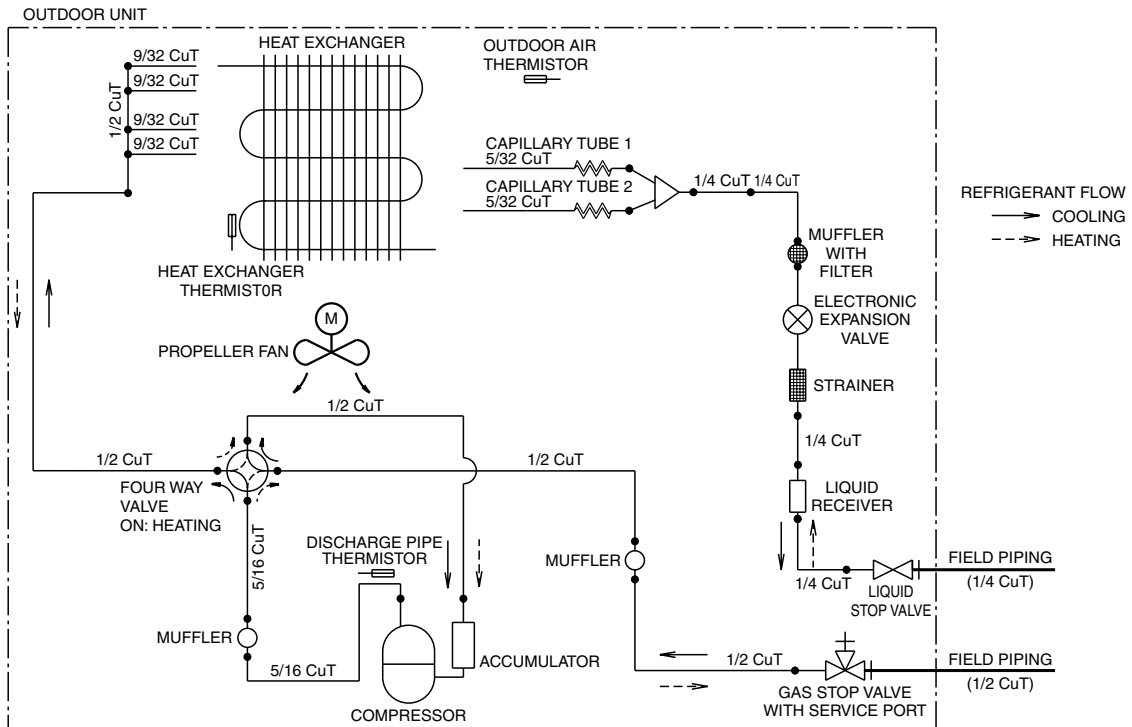 OUTDOOR UNIT
HEAT EXCHANGER
OUTDOOR AIR
THERMISTOR
9/32 CuT
9/32 CuT
9/32 CuT
9/32 CuT
1/2 CuT
CAPILLARY TUBE 1
5/32 CuT
CAPILLARY TUBE 2
5/32 CuT
1/4 CuT
1/4 CuT
REFRIGERANT FLOW
COOLING
HEATING
MUFFLER
WITH
FILTER
HEAT EXCHANGER
THERMIST0R
ELECTRONIC
EXPANSION
VALVE
M
PROPELLER FAN
STRAINER
1/2 CuT
1/4 CuT
1/2 CuT
1/2 CuT
FOUR WAY
VALVE
ON: HEATING
LIQUID
RECEIVER
5/16 CuT
DISCHARGE PIPE
THERMISTOR
MUFFLER
FIELD PIPING
(1/4 CuT)
1/4 CuT
LIQUID
STOP VALVE
MUFFLER
5/16 CuT
ACCUMULATOR
COMPRESSOR
1/2 CuT
FIELD PIPING
(1/2 CuT)
GAS STOP VALVE
WITH SERVICE PORT